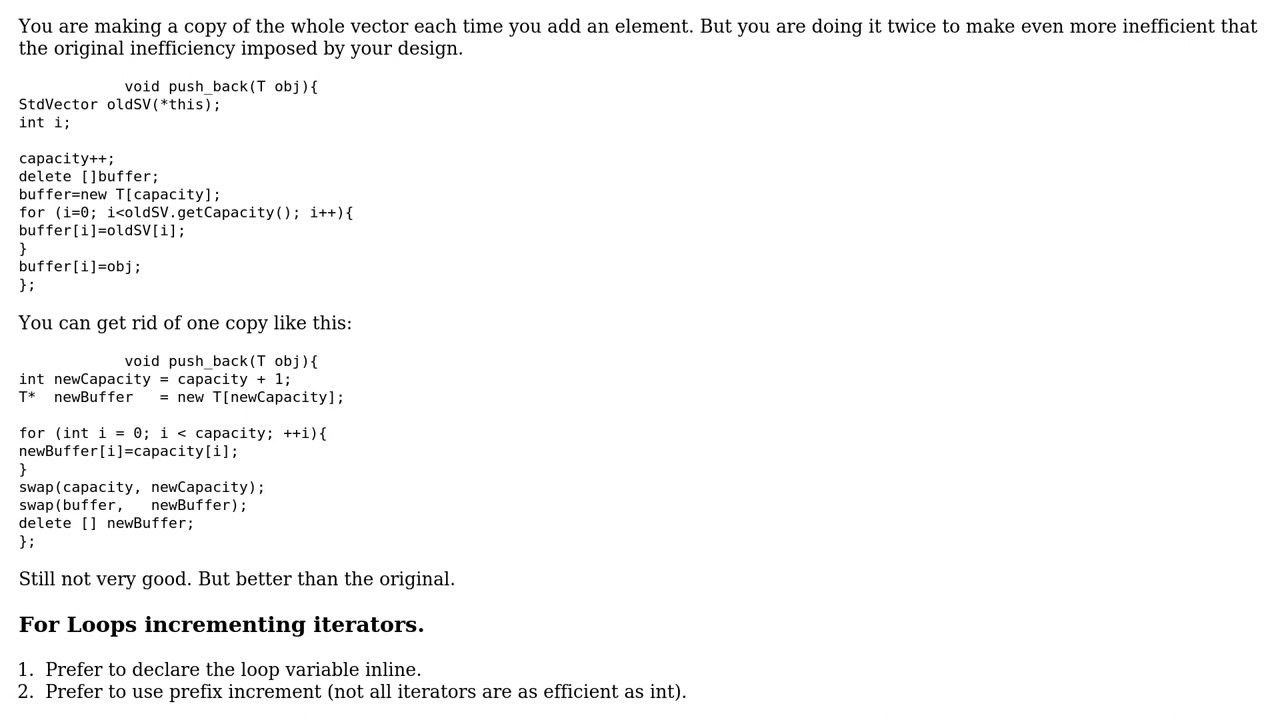 You are making a copy of the whole vector each time you add an element. But you are doing it twice to make even more inefficient that
the original inefficiency imposed by your design.
void push_back(T obj){
StdVector oldSV(*this);
int i;
capacity++;
delete []buffer;
buffer=new T[capacity];
for (i=0; i<oldSV.getCapacity(); i++){
buffer[i]=oldSV[i];
}
buffer[i]=obj;
};
You can get rid of one copy like this:
void push_back(T obj){
int newCapacity = capacity + 1;
T*  newBuffer   = new T[newCapacity];
for (int i = 0; i < capacity; ++i){
newBuffer[i]=capacity[i];
}
swap(capacity, newCapacity);
swap(buffer,   newBuffer);
delete [] newBuffer;
};
Still not very good. But better than the original.
For Loops incrementing iterators.
1. Prefer to declare the loop variable inline.
2. Prefer to use prefix increment (not all iterators are as efficient as int).